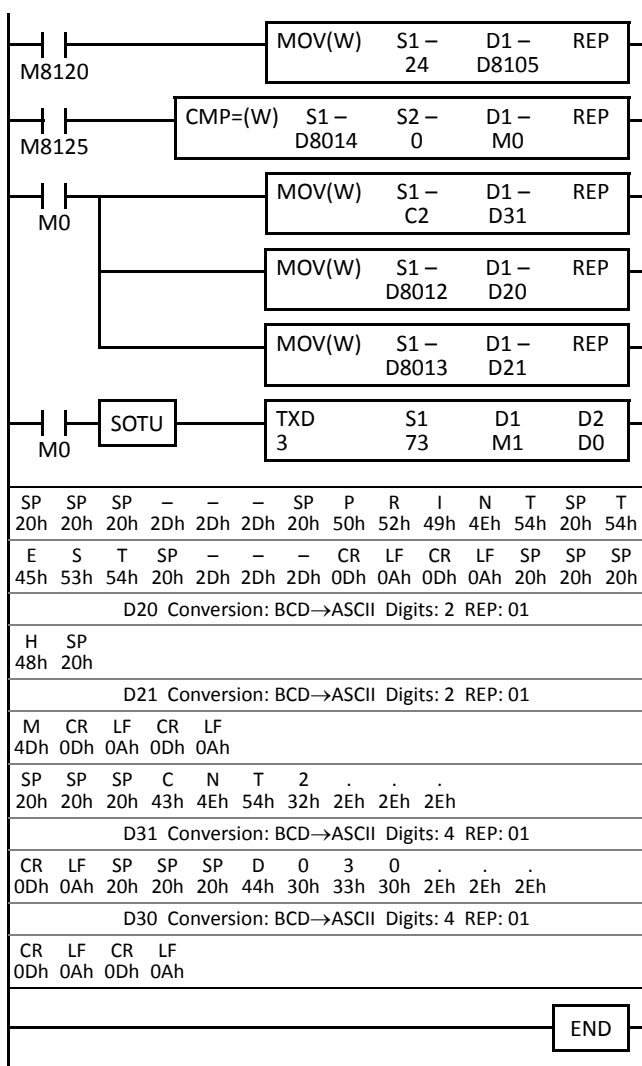 MOV(W) S1 – D1 – REP
M8120 24 D8105
CMP=(W) S1 – S2 – D1 – REP
M8125 D8014 0 M0
MOV(W) S1 – D1 – REP
M0 C2 D31
MOV(W) S1 – D1 – REP
D8012 D20
MOV(W) S1 – D1 – REP
D8013 D21
SOTU TXD S1 D1 D2
M0 3 73 M1 D0
SP SP SP – – – SP P R I N T SP T
20h 20h 20h 2Dh 2Dh 2Dh 20h 50h 52h 49h 4Eh 54h 20h 54h
E S T SP – – – CR LF CR LF SP SP SP
45h 53h 54h 20h 2Dh 2Dh 2Dh 0Dh 0Ah 0Dh 0Ah 20h 20h 20h
D20 Conversion: BCD→ASCII Digits: 2 REP: 01
H SP
48h 20h
D21 Conversion: BCD→ASCII Digits: 2 REP: 01
M CR LF CR LF
4Dh 0Dh 0Ah 0Dh 0Ah
SP SP SP C N T 2 . . .
20h 20h 20h 43h 4Eh 54h 32h 2Eh 2Eh 2Eh
D31 Conversion: BCD→ASCII Digits: 4 REP: 01
CR LF SP SP SP D 0 3 0 . . .
0Dh 0Ah 20h 20h 20h 44h 30h 33h 30h 2Eh 2Eh 2Eh
D30 Conversion: BCD→ASCII Digits: 4 REP: 01
CR LF CR LF
0Dh 0Ah 0Dh 0Ah
END